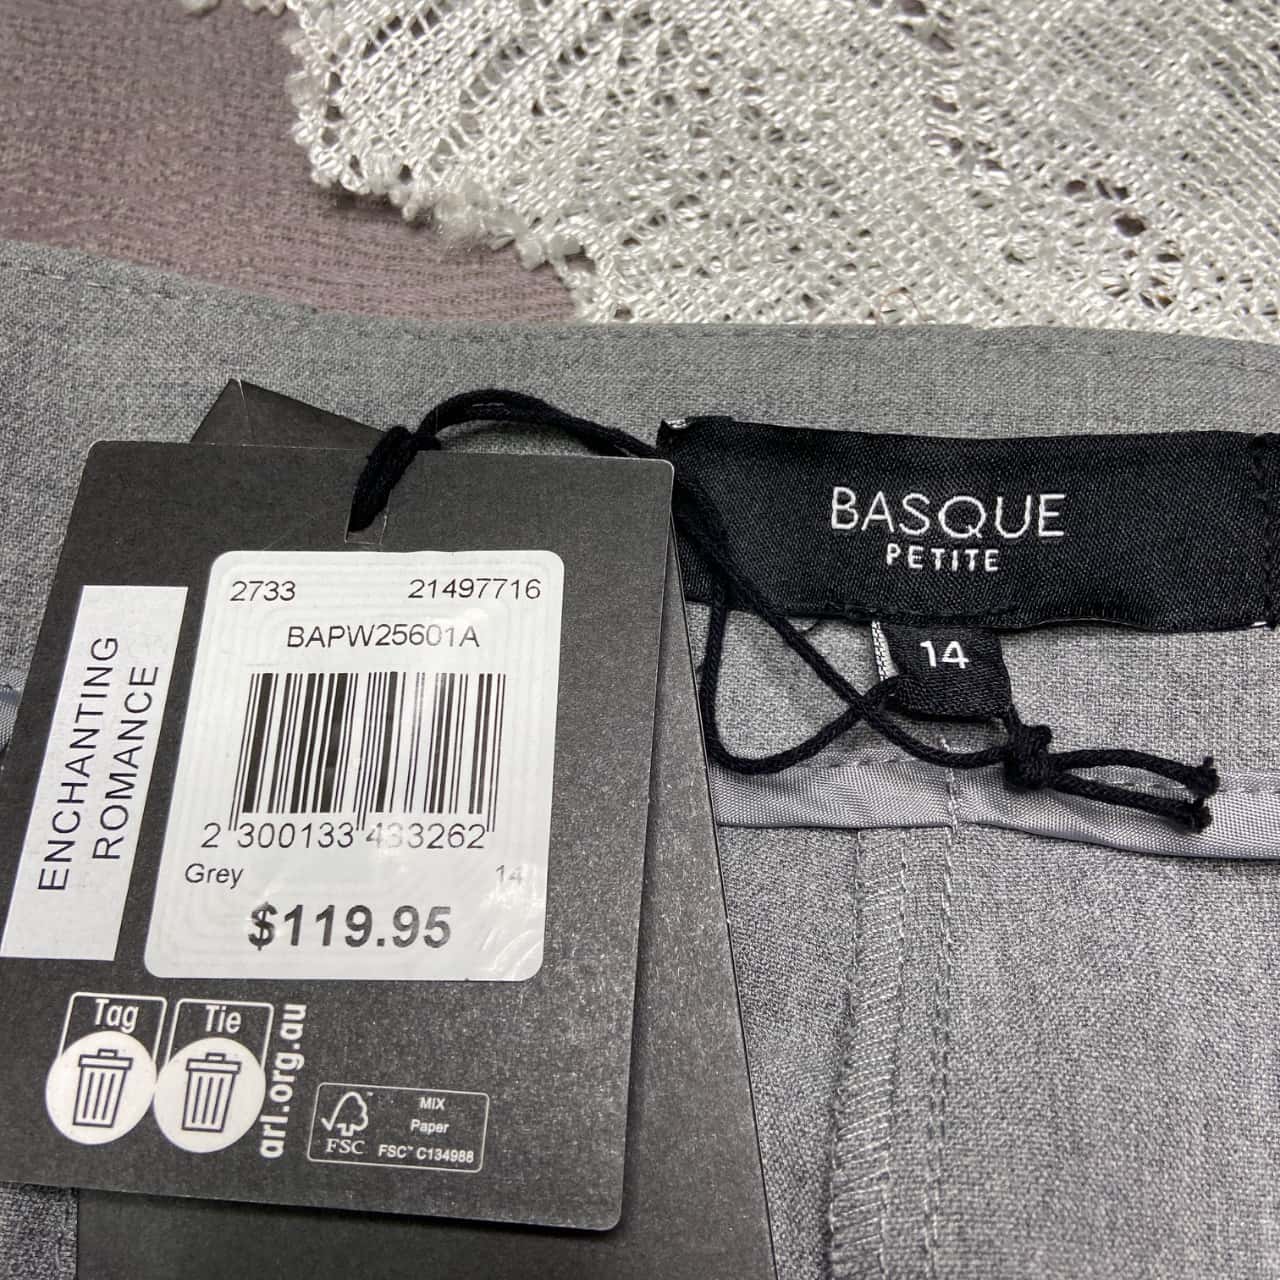 BASQUE
PETITE
14
ENCHANTING
ROMANCE
2733 21497716
BAPW25601A
2 300133 433262
Grey 14
$119.95
Tag Tie
arl.org.au
FSC
MIX
Paper
FSC™ C134988